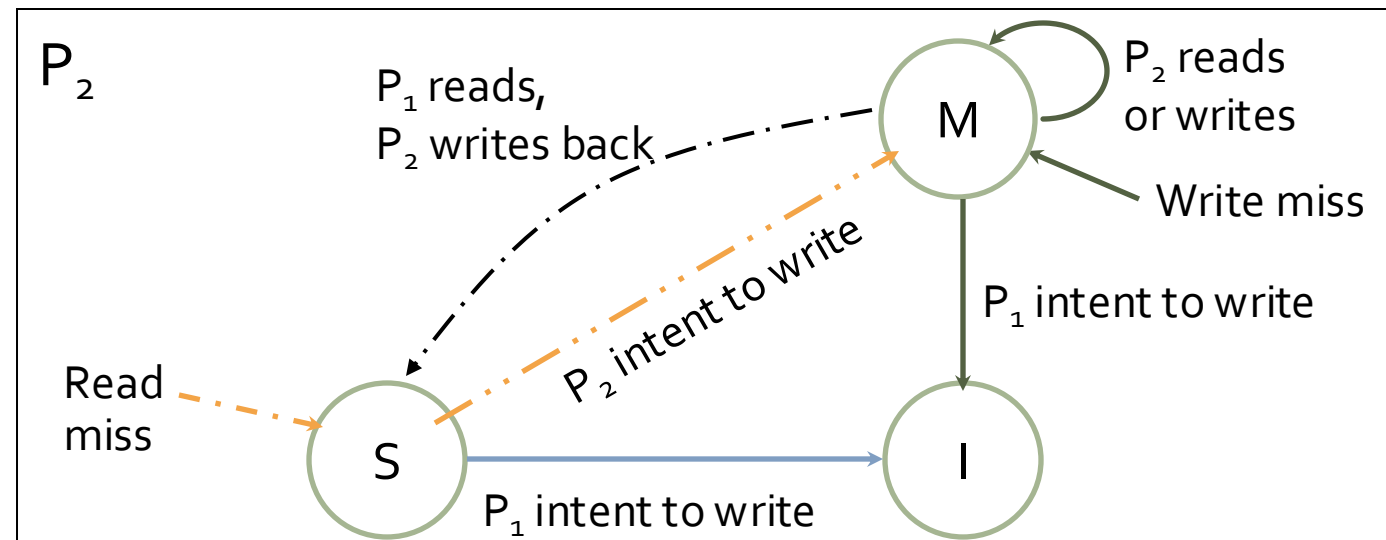 P₂
P₁ reads,
P₂ writes back
M
P₂ reads
or writes
Write miss
P₂ intent to write
P₁ intent to write
Read
miss
S
I
P₁ intent to write